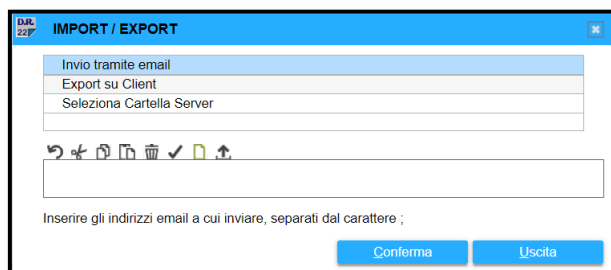 D.R.
22
IMPORT / EXPORT
Invio tramite email
Export su Client
Seleziona Cartella Server
Inserire gli indirizzi email a cui inviare, separati dal carattere ;
Conferma
Uscita